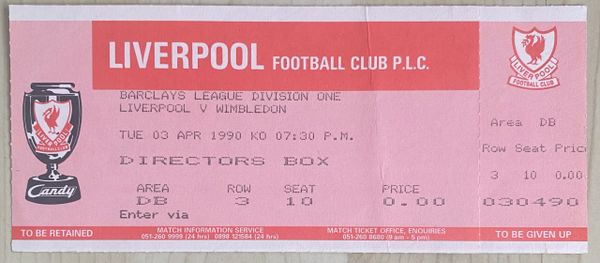 LIVERPOOL FOOTBALL CLUB P.L.C.
BARCLAYS LEAGUE DIVISION ONE
LIVERPOOL V WIMBLEDON
TUE 03 APR 1990 KO 07:30 P.M.
DIRECTORS BOX
AREA ROW SEAT PRICE
DB 3 10 0.00
Enter via
TO BE RETAINED
MATCH INFORMATION SERVICE
051-260 9999 (24 hrs) 0898 121584 (24 hrs)
MATCH TICKET OFFICE, ENQUIRIES
051-260 8680 (9 am - 5 pm)
LIVERPOOL
FOOTBALL CLUB
Candy
LIVERPOOL
FOOTBALL CLUB
Area DB
Row Seat Price
3 10 0.00
030490
TO BE GIVEN UP